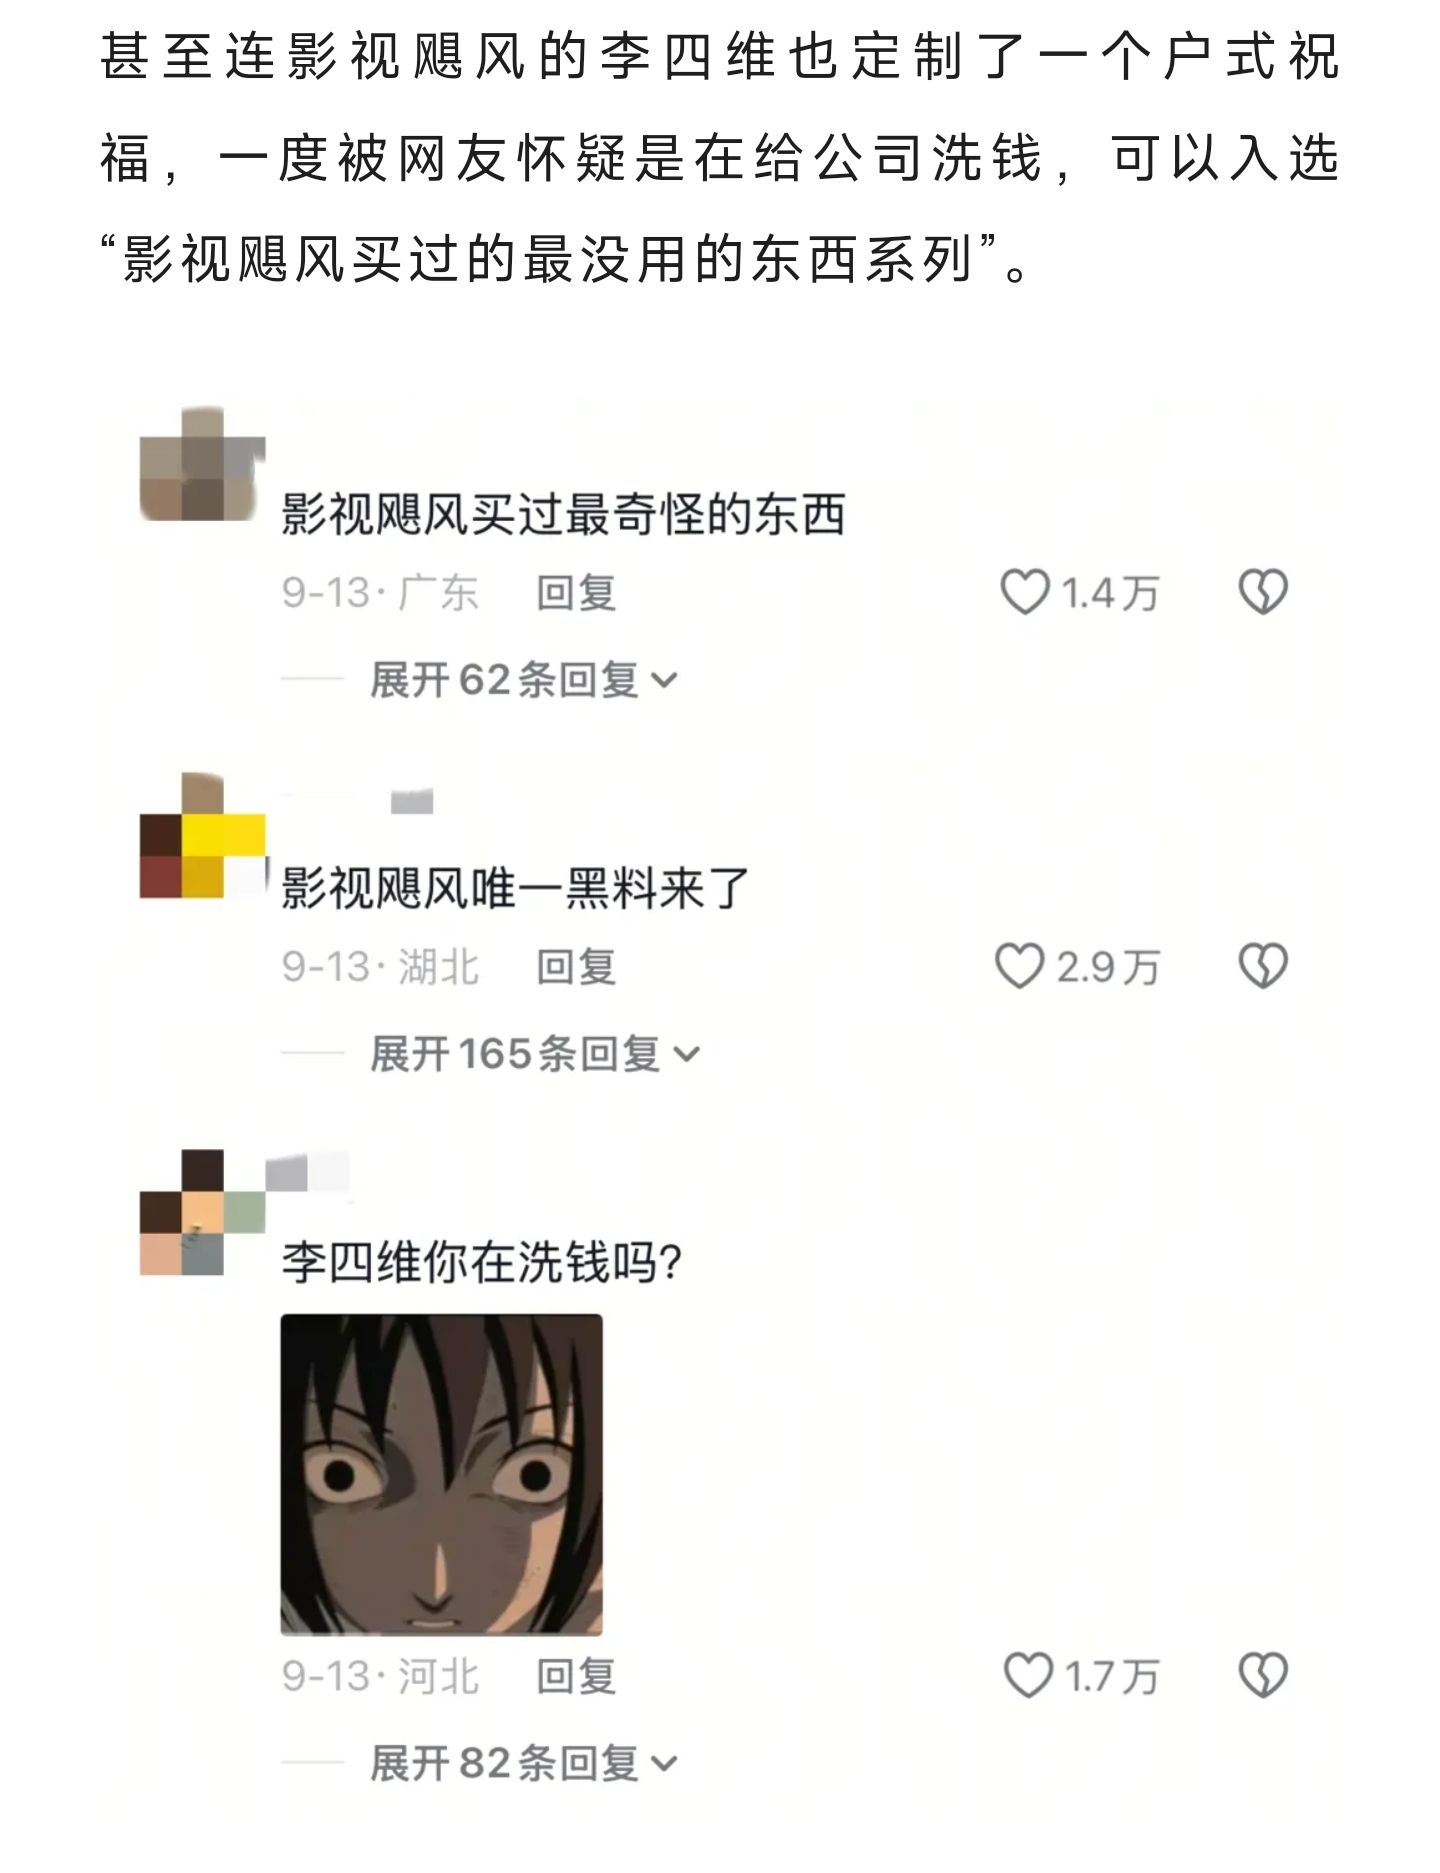 甚至连影视飓风的李四维也定制了一个户式祝
福，一度被网友怀疑是在给公司洗钱，可以入选
“影视飓风买过的最没用的东西系列”。
影视飓风买过最奇怪的东西
9-13·广东 回复 1.4万
展开62条回复
影视飓风唯一黑料来了
9-13·湖北 回复 2.9万
展开165条回复
李四维你在洗钱吗?
9-13·河北 回复 1.7万
展开82条回复